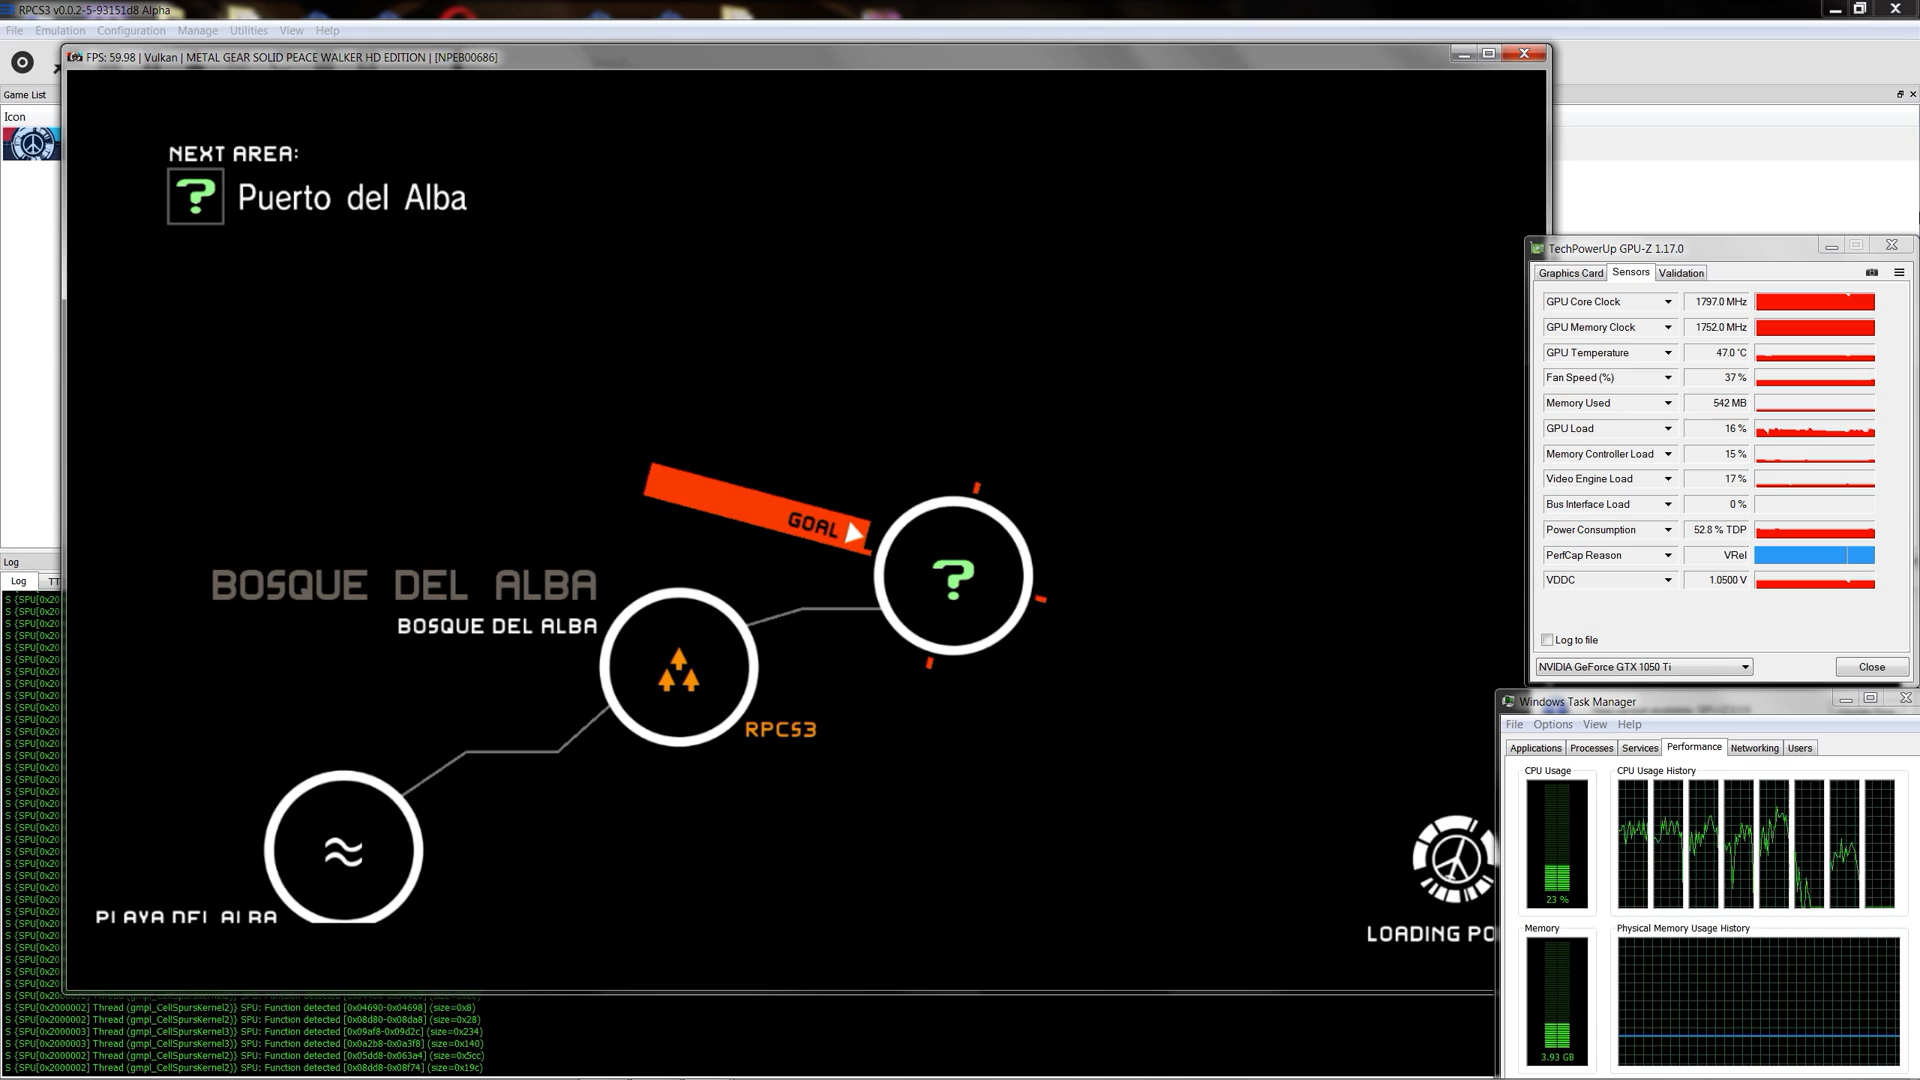 RPCS3 v0.0.2-5-93151d8 Alpha
File Emulation Configuration Manage Utilities View Help
FPS: 59.98 | Vulkan | METAL GEAR SOLID PEACE WALKER HD EDITION | [NPEB00686]
Game List
Icon
NEXT AREA:
? Puerto del Alba
GOAL
?
BOSQUE DEL ALBA
BOSQUE DEL ALBA
RPCS3
PLAYA DEL ALBA
LOADING PO
TechPowerUp GPU-Z 1.17.0
Graphics Card Sensors Validation
GPU Core Clock 1797.0 MHz
GPU Memory Clock 1752.0 MHz
GPU Temperature 47.0 °C
Fan Speed (%) 37 %
Memory Used 542 MB
GPU Load 16 %
Memory Controller Load 15 %
Video Engine Load 17 %
Bus Interface Load 0 %
Power Consumption 52.8 % TDP
PerfCap Reason VRel
VDDC 1.0500 V
Log to file
NVIDIA GeForce GTX 1050 Ti Close
Windows Task Manager
File Options View Help
Applications Processes Services Performance Networking Users
CPU Usage CPU Usage History
23 %
Memory Physical Memory Usage History
3.93 GB
Log
Log TT
S {SPU[0x20
S {SPU[0x2000002] Thread (gmpl_CellSpursKernel2)} SPU: Function detected [0x04690-0x04698] (size=0x8)
S {SPU[0x2000002] Thread (gmpl_CellSpursKernel2)} SPU: Function detected [0x08d80-0x08da8] (size=0x28)
S {SPU[0x2000003] Thread (gmpl_CellSpursKernel3)} SPU: Function detected [0x09af8-0x09d2c] (size=0x234)
S {SPU[0x2000003] Thread (gmpl_CellSpursKernel3)} SPU: Function detected [0x0a2b8-0x0a3f8] (size=0x140)
S {SPU[0x2000002] Thread (gmpl_CellSpursKernel2)} SPU: Function detected [0x05dd8-0x063a4] (size=0x5cc)
S {SPU[0x2000002] Thread (gmpl_CellSpursKernel2)} SPU: Function detected [0x08dd8-0x08f74] (size=0x19c)